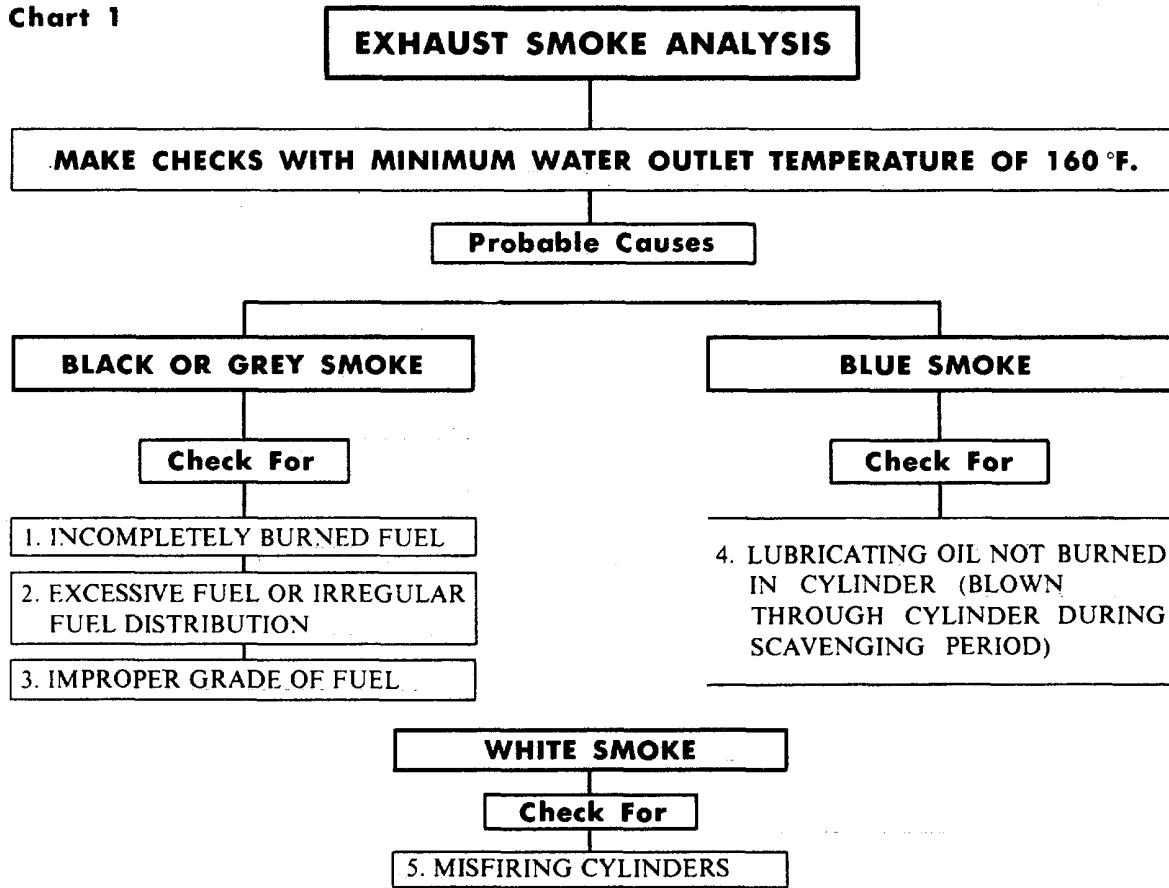 Chart 1
EXHAUST SMOKE ANALYSIS
MAKE CHECKS WITH MINIMUM WATER OUTLET TEMPERATURE OF 160°F.
Probable Causes
BLACK OR GREY SMOKE
Check For
1. INCOMPLETELY BURNED FUEL
2. EXCESSIVE FUEL OR IRREGULAR
FUEL DISTRIBUTION
3. IMPROPER GRADE OF FUEL
BLUE SMOKE
Check For
4. LUBRICATING OIL NOT BURNED
IN CYLINDER (BLOWN
THROUGH CYLINDER DURING
SCAVENGING PERIOD)
WHITE SMOKE
Check For
5. MISFIRING CYLINDERS